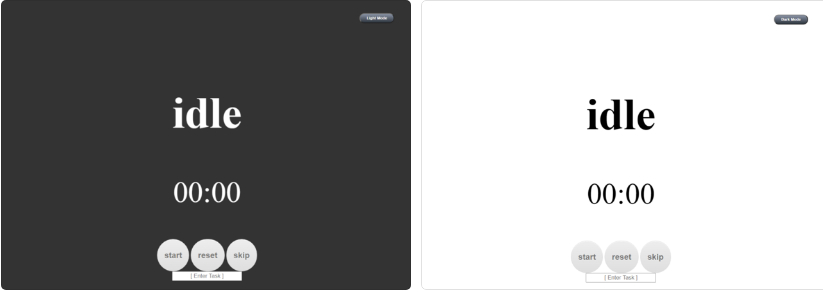 Light Mode
idle
00:00
start reset skip
[ Enter Task ]
Dark Mode
idle
00:00
start reset skip
[ Enter Task ]